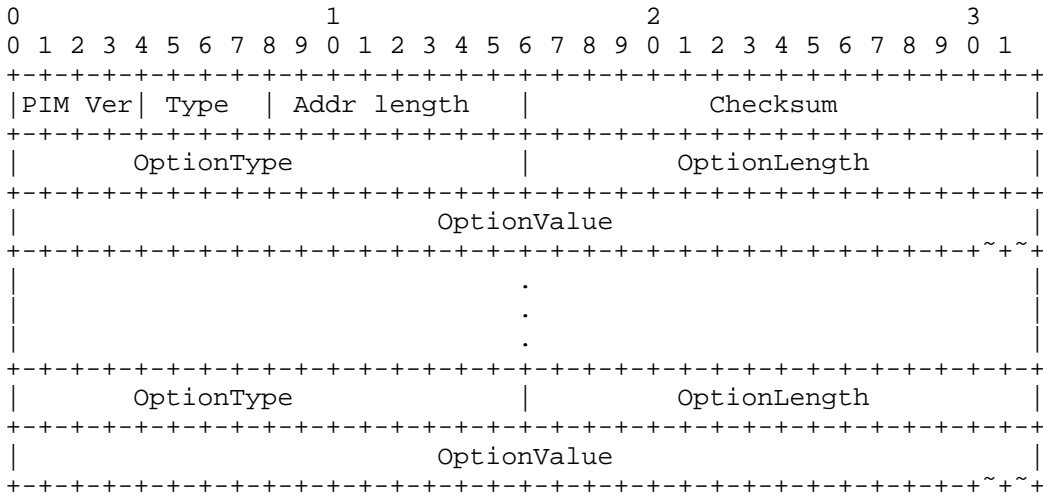 0                   1                   2                   3
0 1 2 3 4 5 6 7 8 9 0 1 2 3 4 5 6 7 8 9 0 1 2 3 4 5 6 7 8 9 0 1
+-+-+-+-+-+-+-+-+-+-+-+-+-+-+-+-+-+-+-+-+-+-+-+-+-+-+-+-+-+-+-+-+
|PIM Ver| Type  | Addr length   |           Checksum            |
+-+-+-+-+-+-+-+-+-+-+-+-+-+-+-+-+-+-+-+-+-+-+-+-+-+-+-+-+-+-+-+-+
|       OptionType              |         OptionLength          |
+-+-+-+-+-+-+-+-+-+-+-+-+-+-+-+-+-+-+-+-+-+-+-+-+-+-+-+-+-+-+-+-+
|                          OptionValue                          |
+-+-+-+-+-+-+-+-+-+-+-+-+-+-+-+-+-+-+-+-+-+-+-+-+-+-+-+-+-+-+~+~+
|                               .                               |
|                               .                               |
|                               .                               |
+-+-+-+-+-+-+-+-+-+-+-+-+-+-+-+-+-+-+-+-+-+-+-+-+-+-+-+-+-+-+-+-+
|       OptionType              |         OptionLength          |
+-+-+-+-+-+-+-+-+-+-+-+-+-+-+-+-+-+-+-+-+-+-+-+-+-+-+-+-+-+-+-+-+
|                          OptionValue                          |
+-+-+-+-+-+-+-+-+-+-+-+-+-+-+-+-+-+-+-+-+-+-+-+-+-+-+-+-+-+-+~+~+